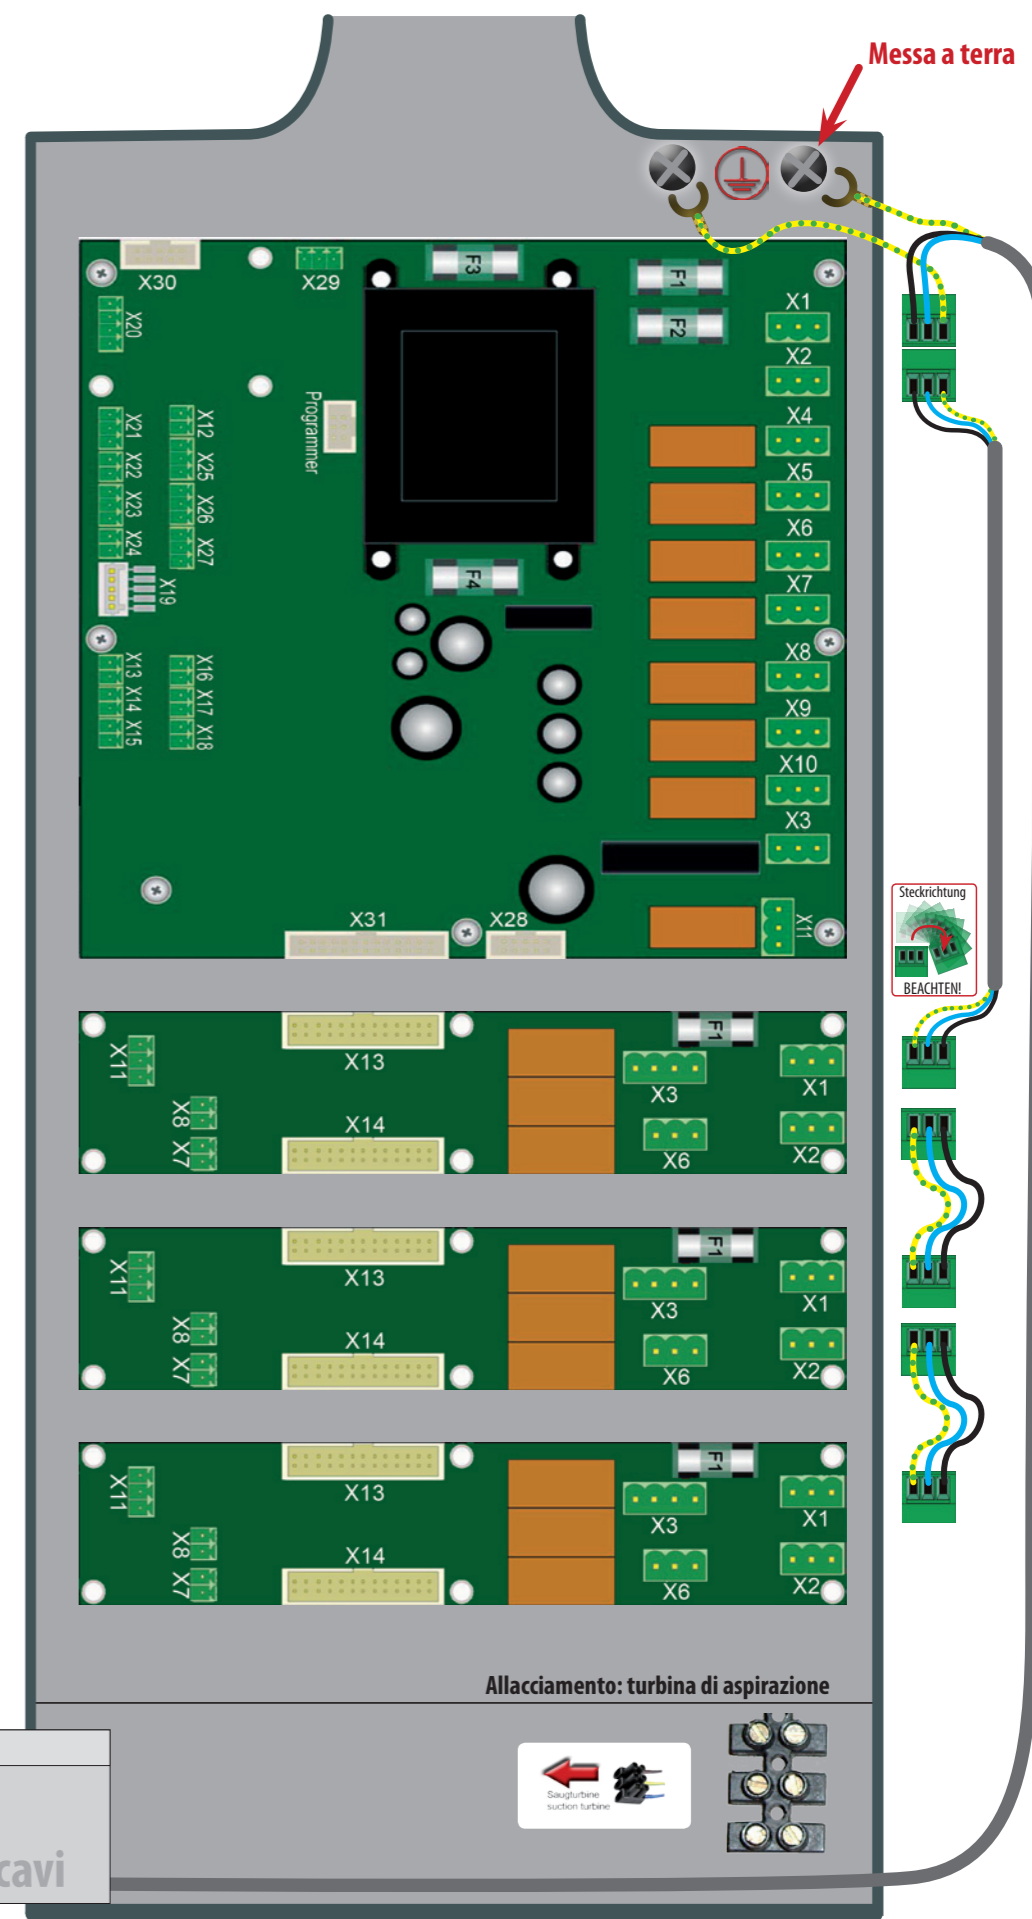 Messa a terra
X30
X29
F3
F1
F2
X1
X2
X20
X21
X22
X23
X24
X12
X25
X26
X27
X19
Programmer
X4
X5
X6
X7
F4
X13
X14
X15
X16
X17
X18
X8
X9
X10
X3
X31
X28
X11
Steckrichtung
BEACHTEN!
X11
X8
X7
X13
X14
F1
X3
X6
X1
X2
X11
X8
X7
X13
X14
F1
X3
X6
X1
X2
X11
X8
X7
X13
X14
F1
X3
X6
X1
X2
Allacciamento: turbina di aspirazione
Saugturbine
suction turbine
cavi